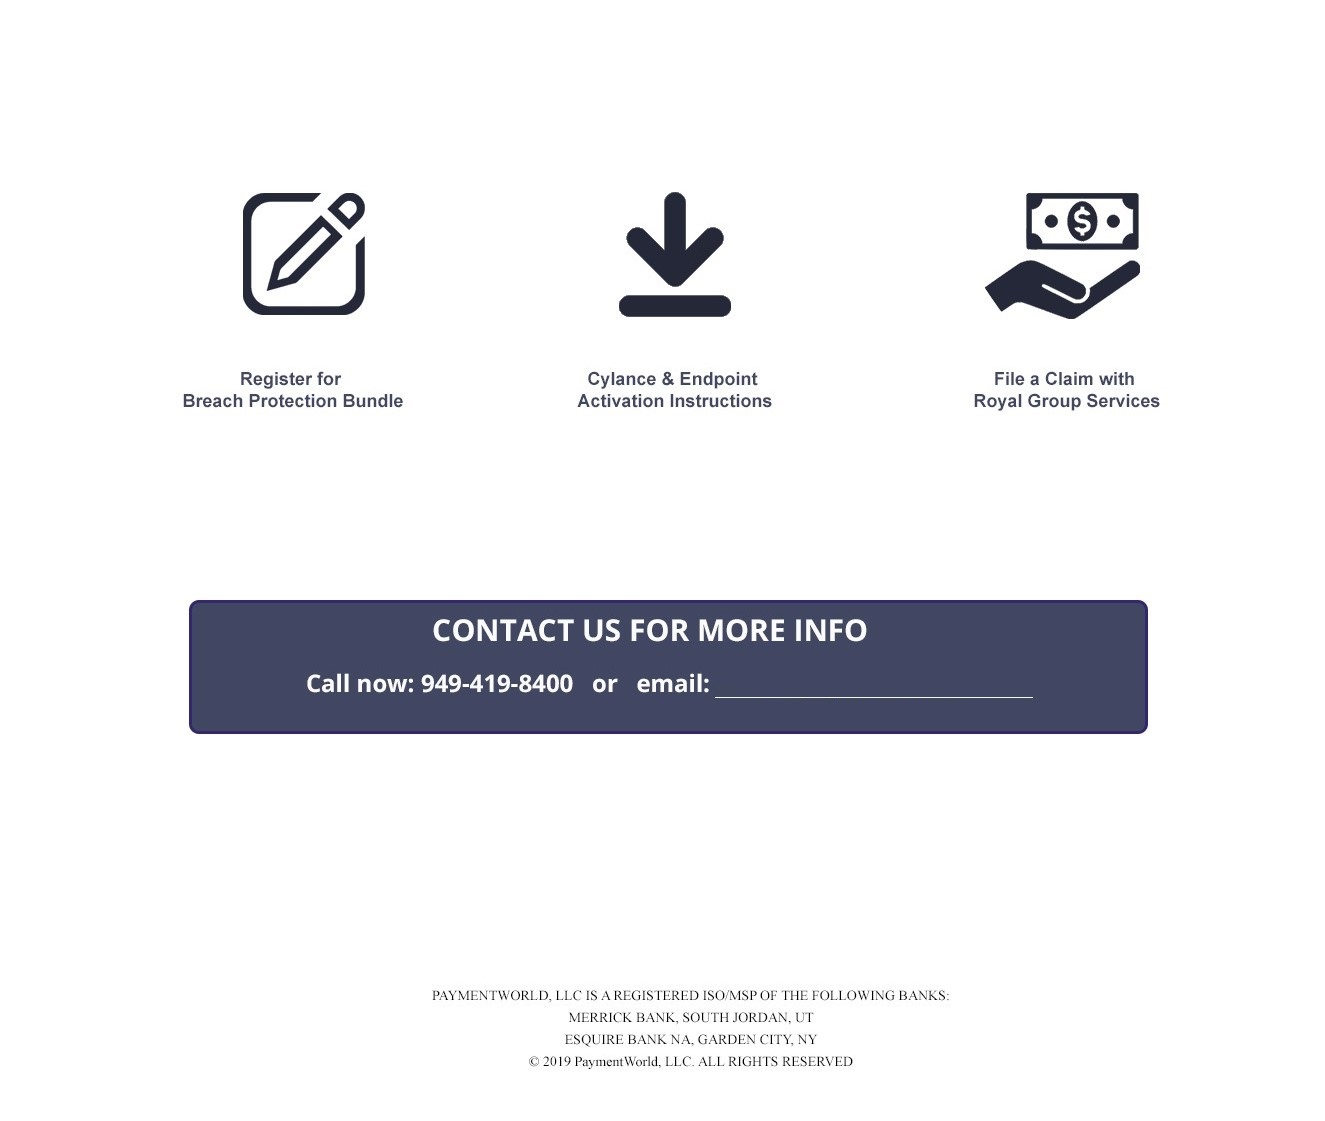 Register for
Breach Protection Bundle
Cylance & Endpoint
Activation Instructions
File a Claim with
Royal Group Services
CONTACT US FOR MORE INFO
Call now: 949-419-8400 or email:
PAYMENTWORLD, LLC IS A REGISTERED ISO/MSP OF THE FOLLOWING BANKS:
MERRICK BANK, SOUTH JORDAN, UT
ESQUIRE BANK NA, GARDEN CITY, NY
© 2019 PaymentWorld, LLC. ALL RIGHTS RESERVED